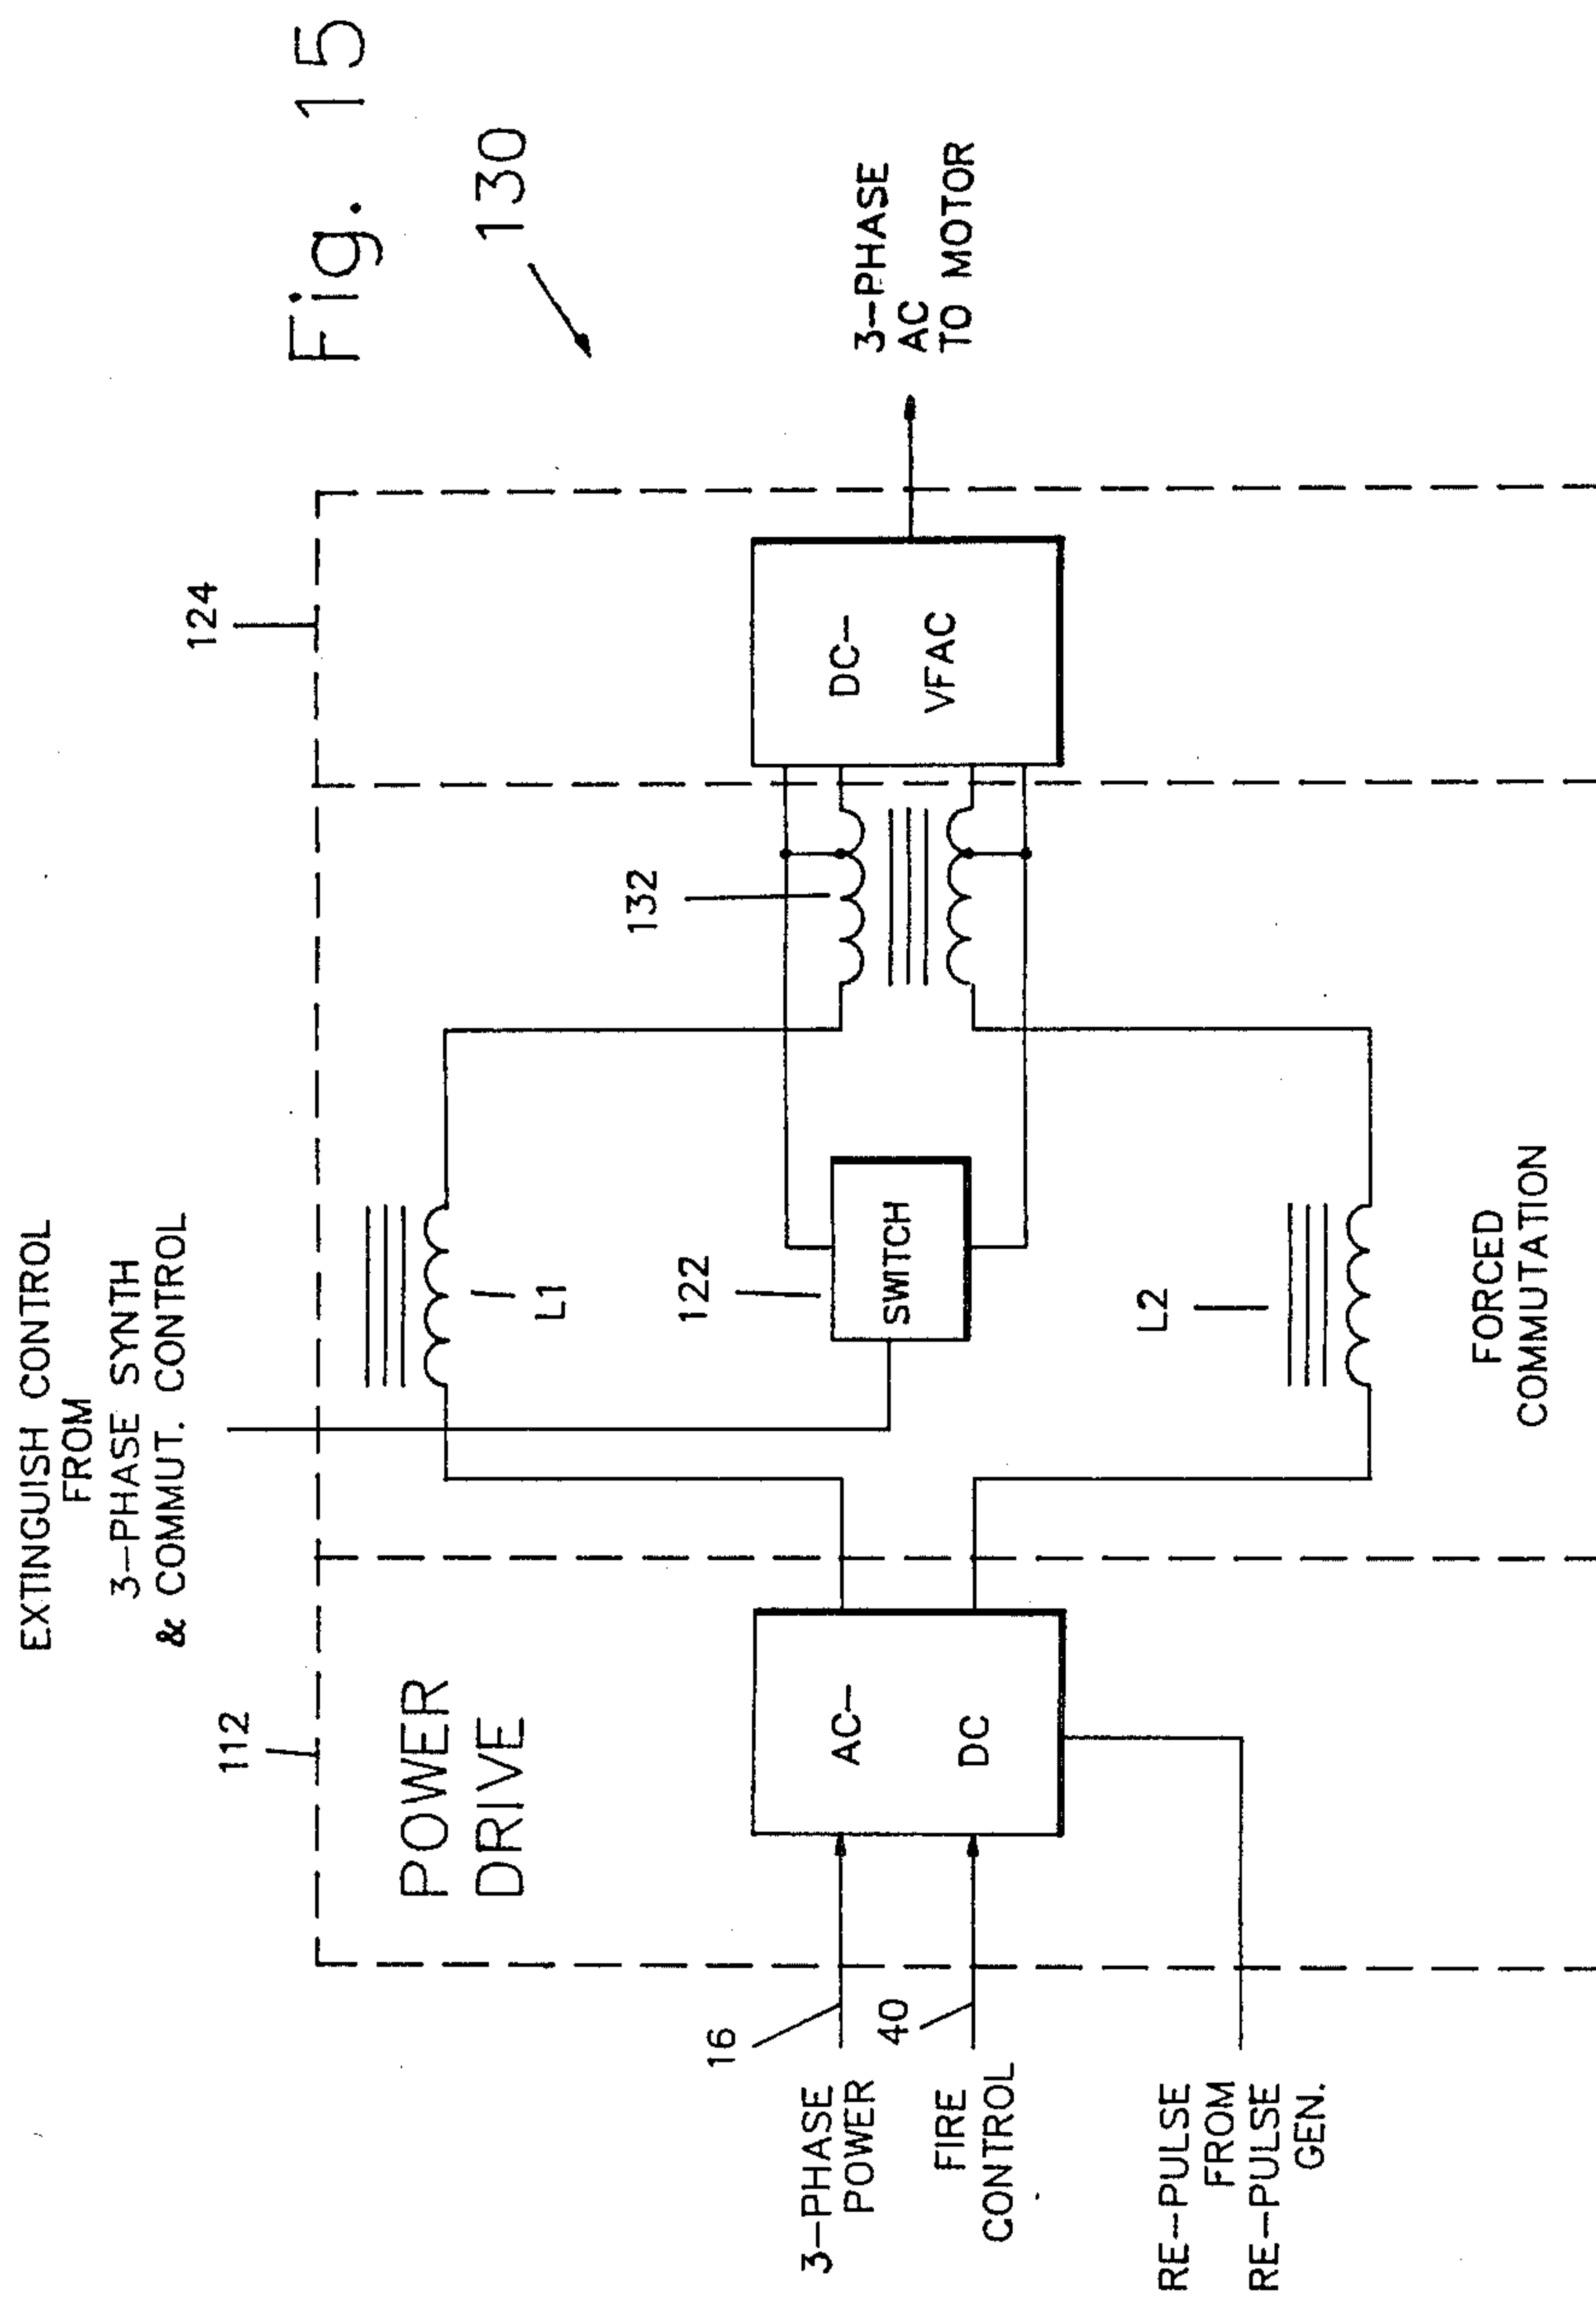 Fig. 15
130
EXTINGUISH CONTROL
FROM
3-PHASE SYNTH
& COMMUT. CONTROL
112
124
POWER
DRIVE
L1
132
122
SWITCH
16
3-PHASE
POWER
40
FIRE
CONTROL
AC-
DC
DC-
VFAC
3-PHASE
AC
TO MOTOR
RE-PULSE
FROM
RE-PULSE
GEN.
L2
FORCED
COMMUTATION